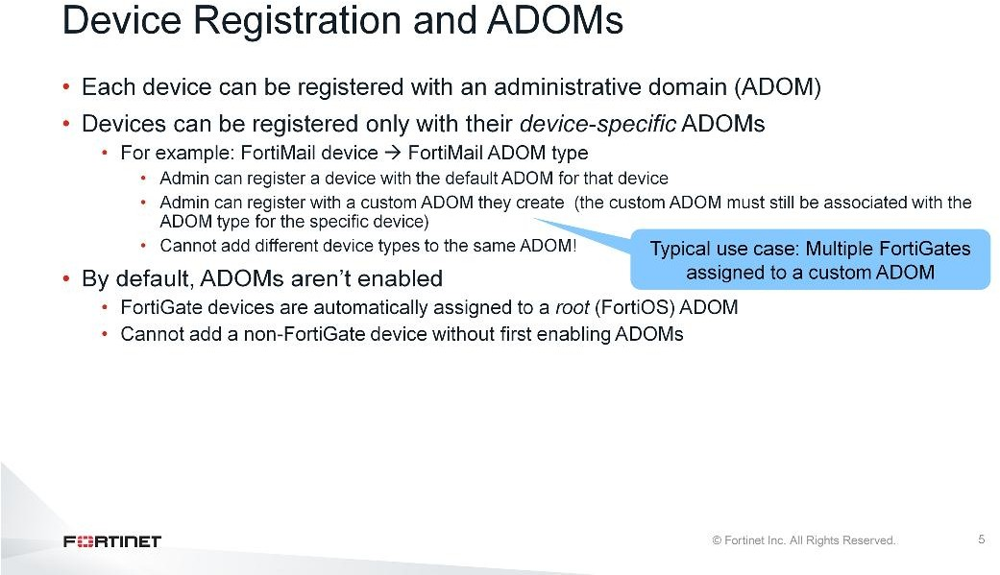 Device Registration and ADOMs
• Each device can be registered with an administrative domain (ADOM)
• Devices can be registered only with their device-specific ADOMs
• For example: FortiMail device → FortiMail ADOM type
• Admin can register a device with the default ADOM for that device
• Admin can register with a custom ADOM they create (the custom ADOM must still be associated with the
ADOM type for the specific device)
• Cannot add different device types to the same ADOM!
Typical use case: Multiple FortiGates
assigned to a custom ADOM
• By default, ADOMs aren't enabled
• FortiGate devices are automatically assigned to a root (FortiOS) ADOM
• Cannot add a non-FortiGate device without first enabling ADOMs
FORTINET
© Fortinet Inc. All Rights Reserved.
5